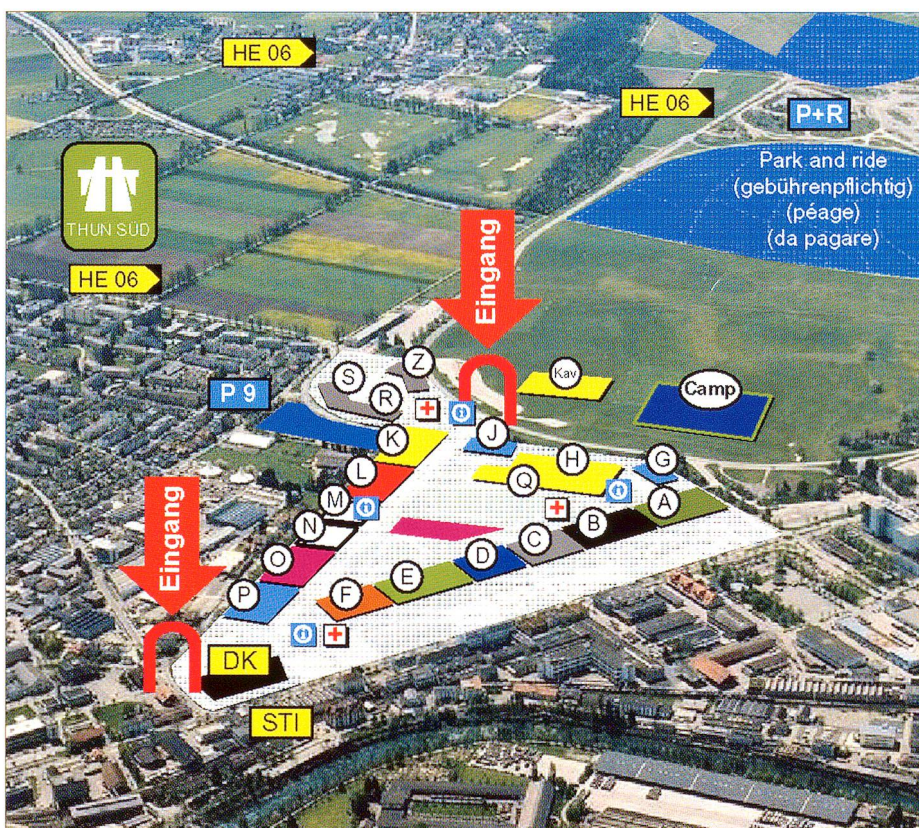 HE 06
HE 06
P+R
Park and ride
(gebührenpflichtig)
(péage)
(da pagare)
THUN SÜD
HE 06
Eingang
P 9
S
Z
R
Kav
Camp
K
J
L
H
G
Q
M
A
N
B
C
O
D
E
P
F
Eingang
DK
STI